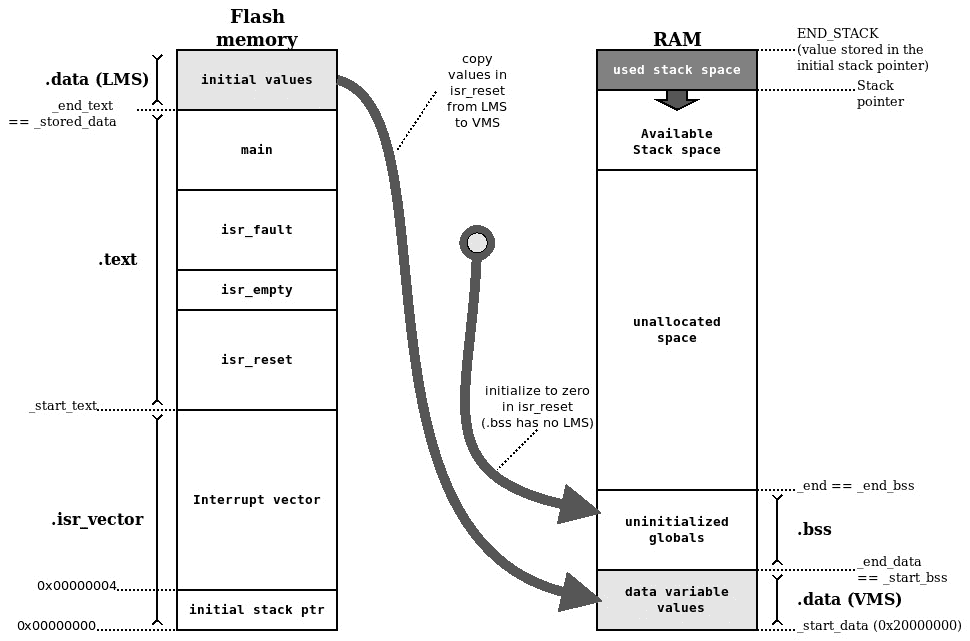 Flash
memory
.data (LMS)
initial values
_end_text
== _stored_data
main
isr_fault
.text
isr_empty
isr_reset
_start_text
Interrupt vector
.isr_vector
0x00000004
initial stack ptr
0x00000000
copy
values in
isr_reset
from LMS
to VMS
initialize to zero
in isr_reset
(.bss has no LMS)
RAM
used stack space
END_STACK
(value stored in the
initial stack pointer)
Stack
pointer
Available
Stack space
unallocated
space
_end == _end_bss
uninitialized
globals
.bss
_end_data
== _start_bss
data variable
values
.data (VMS)
_start_data (0x20000000)